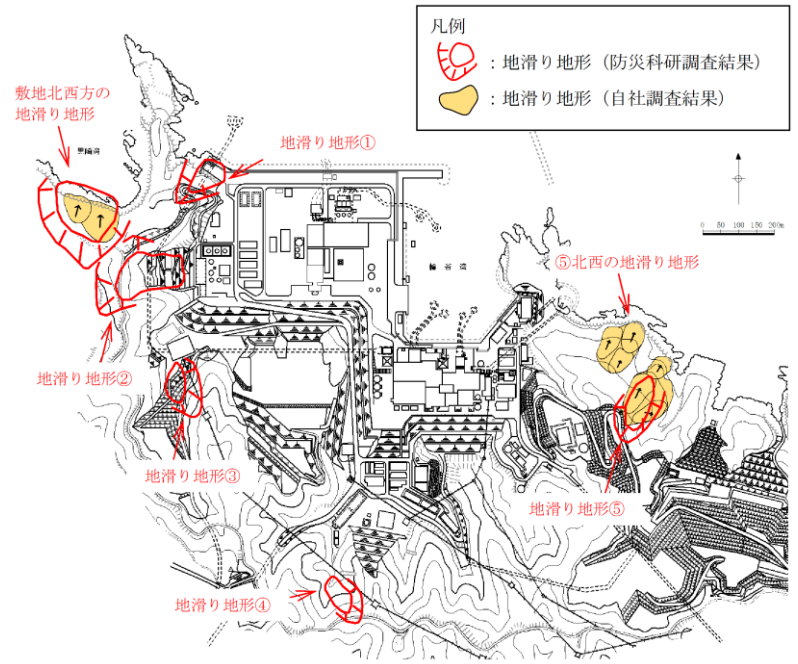 凡例
：地滑り地形（防災科研調査結果）
：地滑り地形（自社調査結果）
敷地北西方の
地滑り地形
地滑り地形①
0 50 100 150 200m
輪谷湾
⑤北西の地滑り地形
地滑り地形②
地滑り地形③
地滑り地形⑤
地滑り地形④